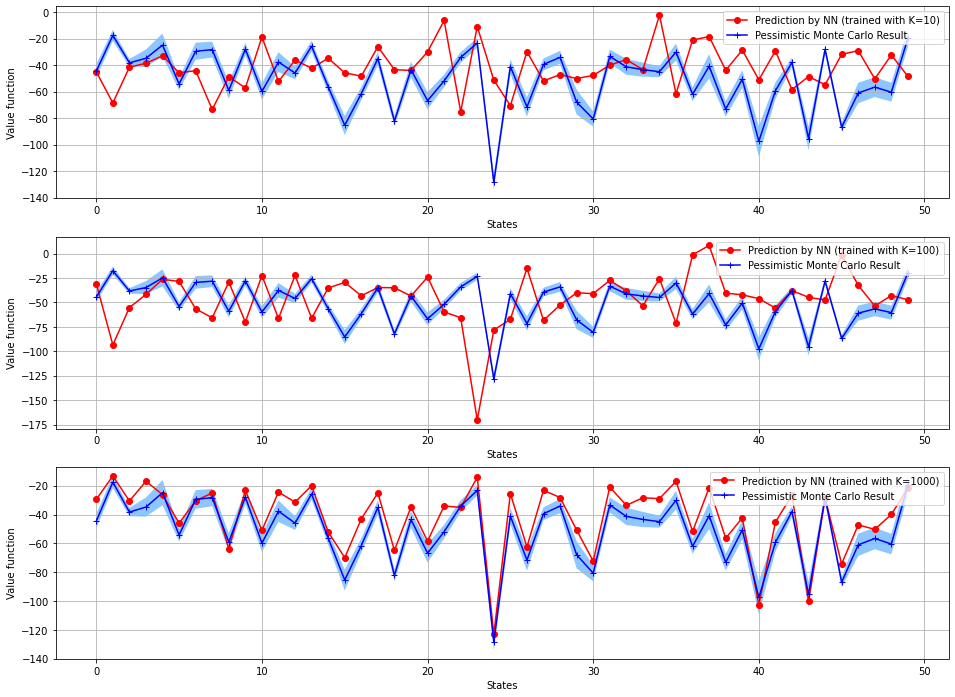 Prediction by NN (trained with K=10)
Pessimistic Monte Carlo Result
Value function
0
−20
−40
−60
−80
−100
−120
−140
0 10 20 30 40 50
States
Prediction by NN (trained with K=100)
Pessimistic Monte Carlo Result
Value function
0
−25
−50
−75
−100
−125
−150
−175
0 10 20 30 40 50
States
Prediction by NN (trained with K=1000)
Pessimistic Monte Carlo Result
Value function
−20
−40
−60
−80
−100
−120
−140
0 10 20 30 40 50
States